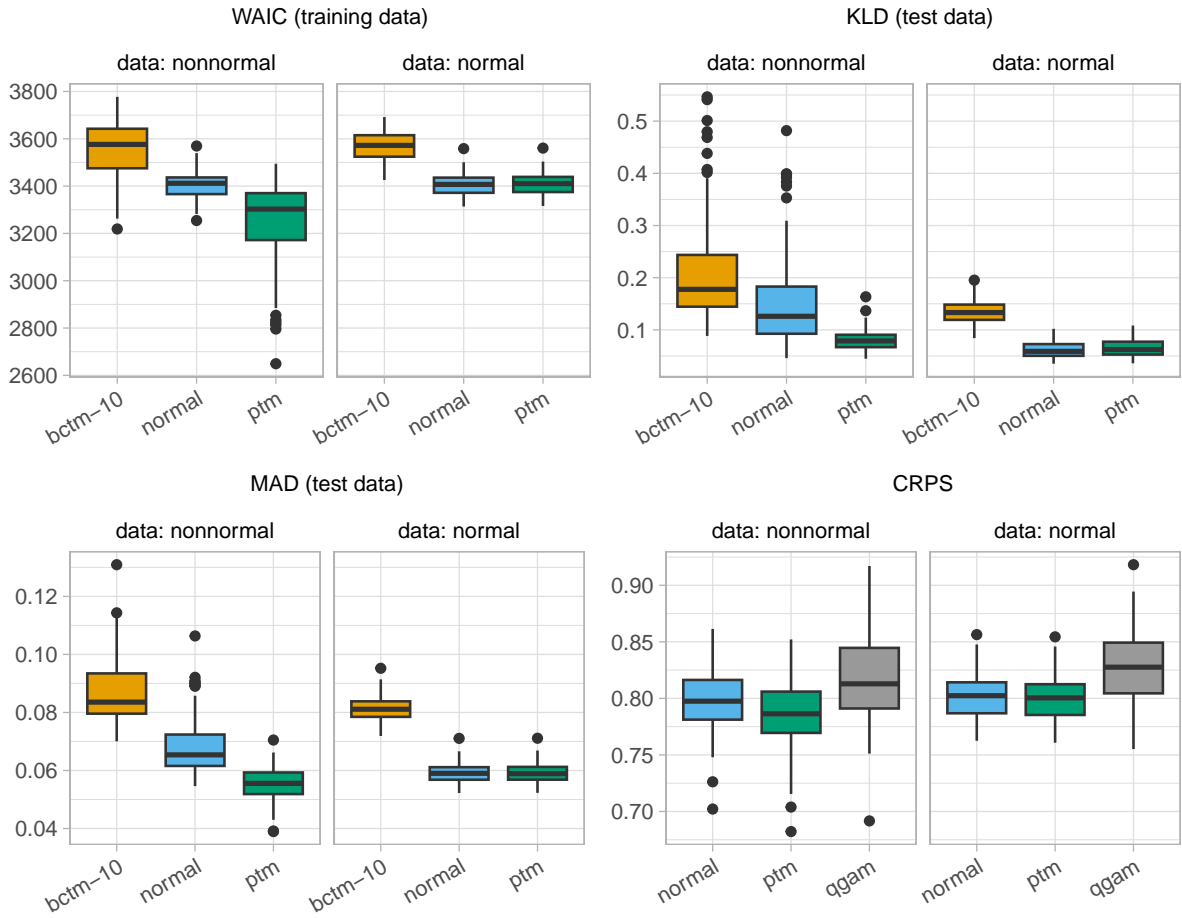 WAIC (training data)
data: nonnormal
data: normal
3800
3600
3400
3200
3000
2800
2600
bctm−10
normal
ptm
bctm−10
normal
ptm
KLD (test data)
data: nonnormal
data: normal
0.5
0.4
0.3
0.2
0.1
bctm−10
normal
ptm
bctm−10
normal
ptm
MAD (test data)
data: nonnormal
data: normal
0.12
0.10
0.08
0.06
0.04
bctm−10
normal
ptm
bctm−10
normal
ptm
CRPS
data: nonnormal
data: normal
0.90
0.85
0.80
0.75
0.70
normal
ptm
qgam
normal
ptm
qgam